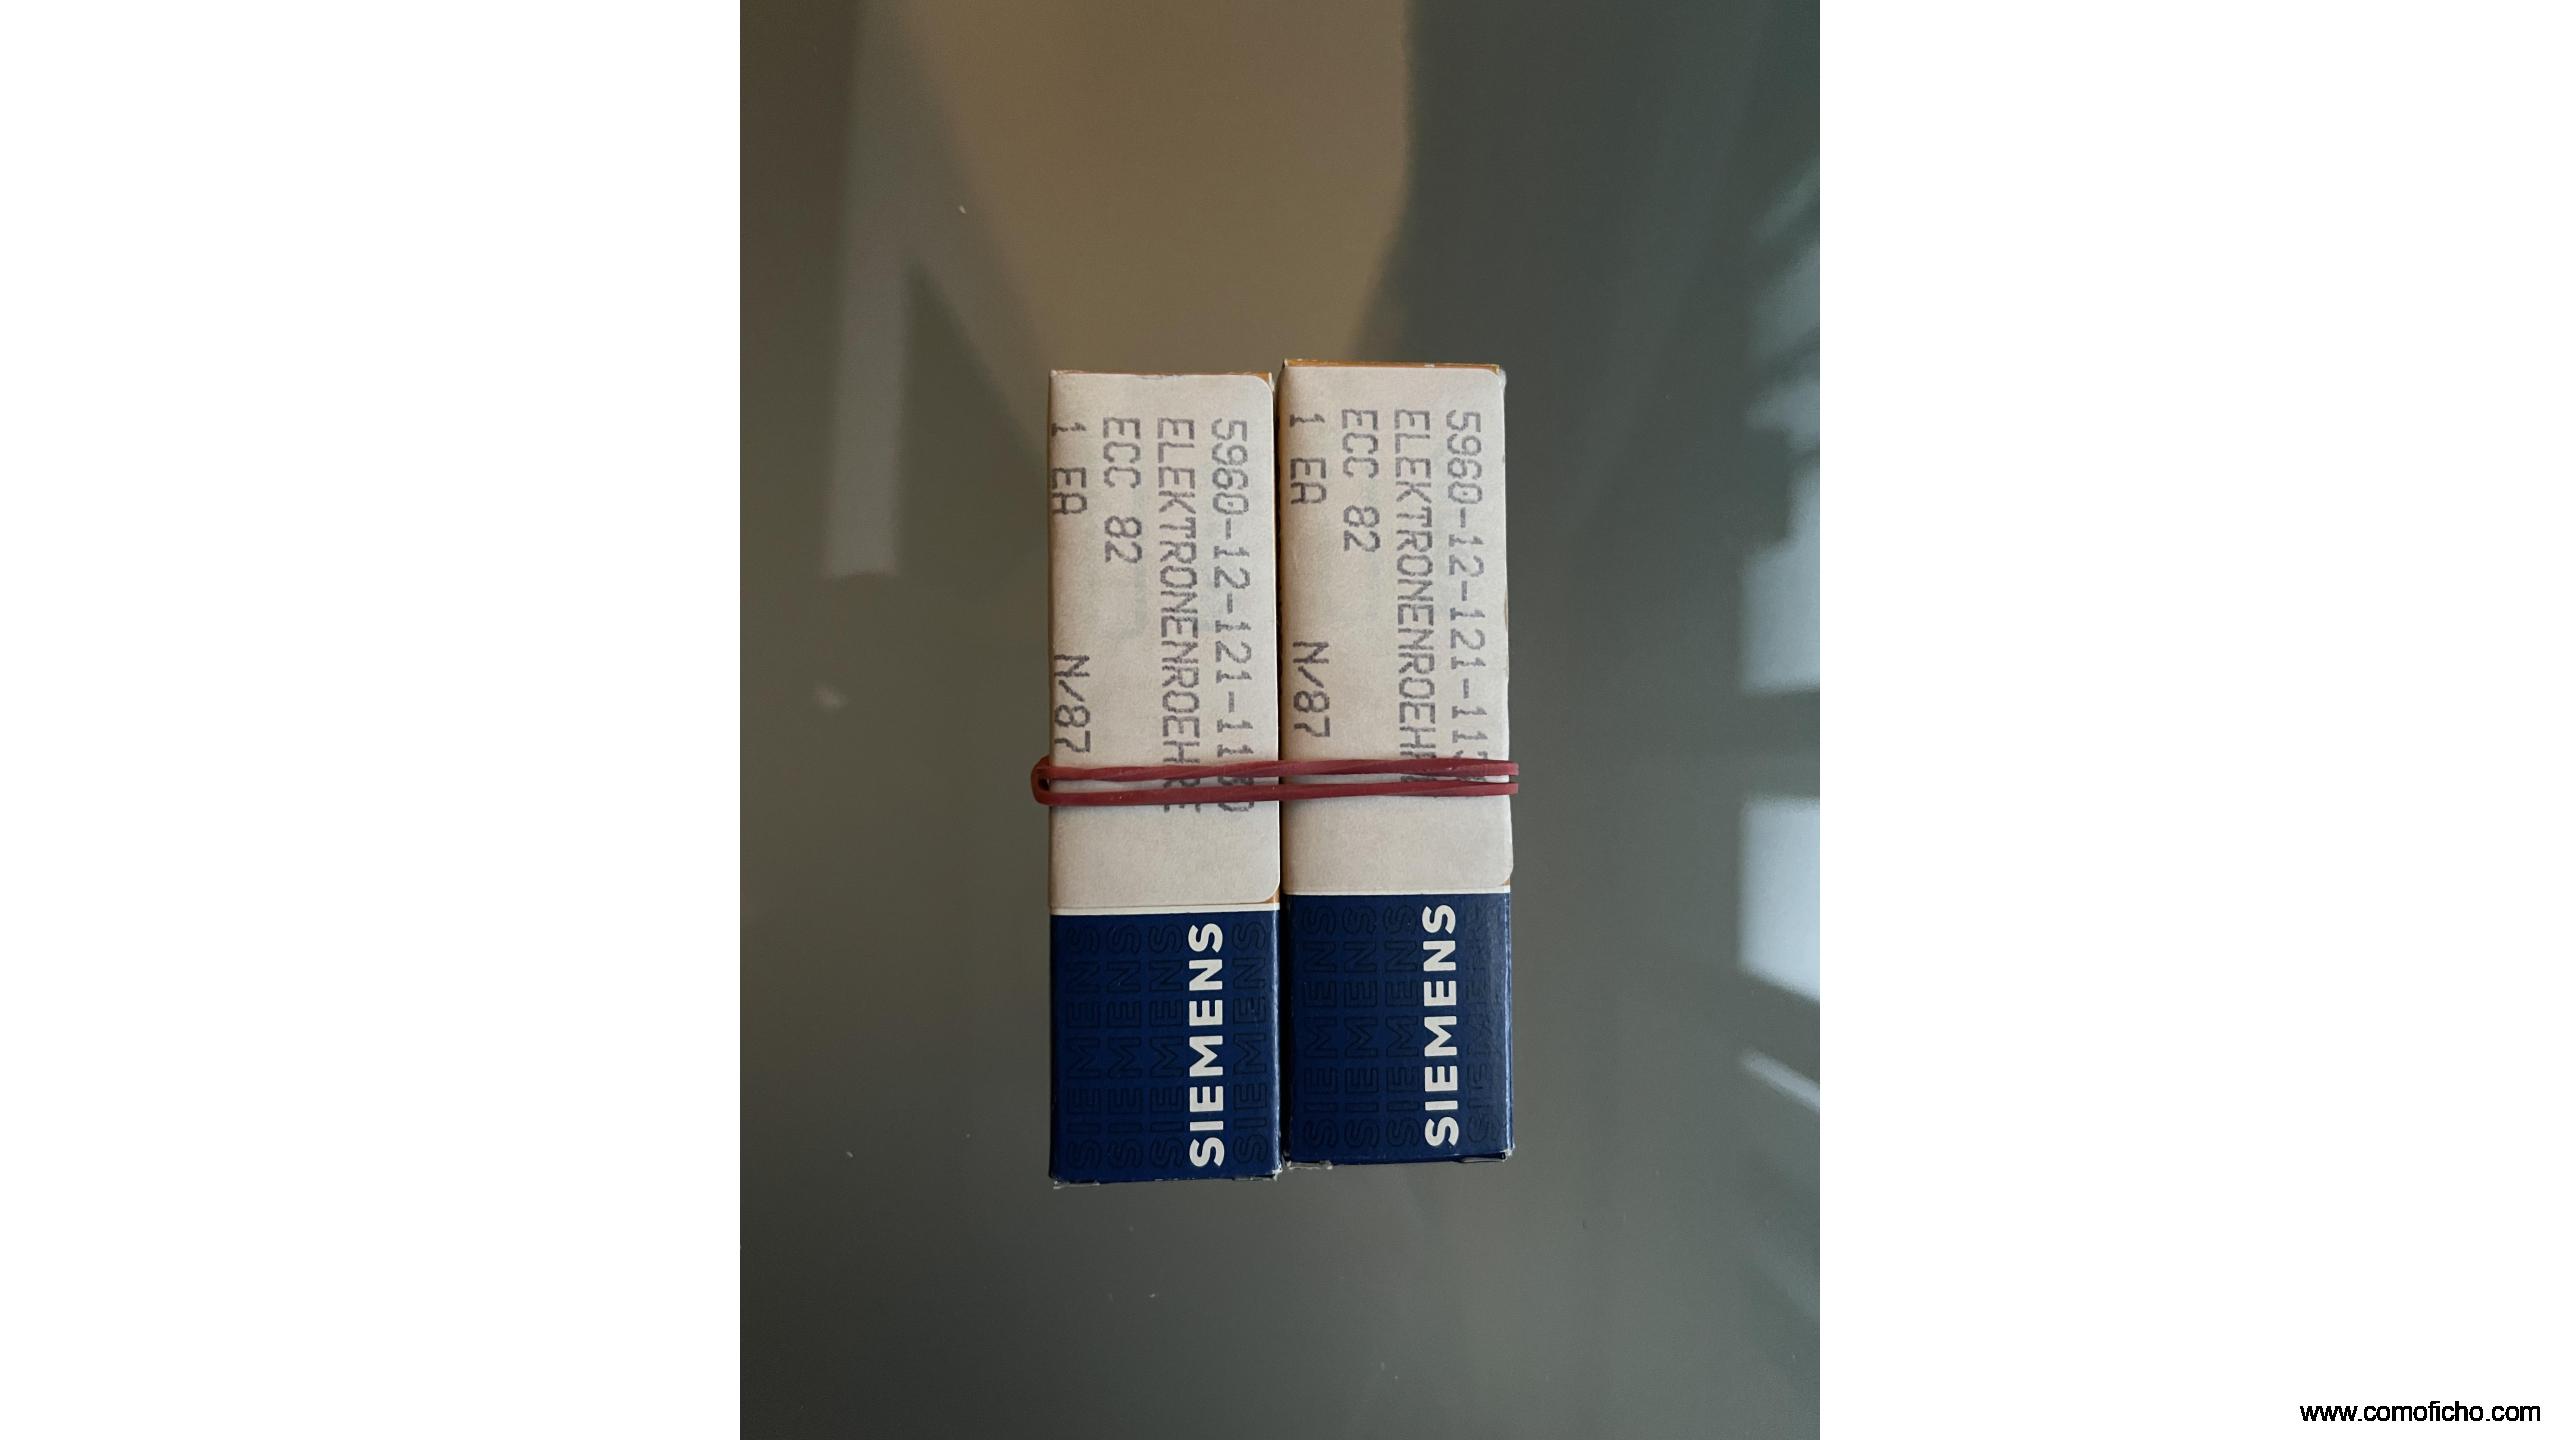 5960-12-121-11
ELEKTRONENROEHRE
ECC 82
1 EA N/87
SIEMENS
5960-12-121-11
ELEKTRONENROEH
ECC 82
1 EA N/87
SIEMENS
www.comoficho.com